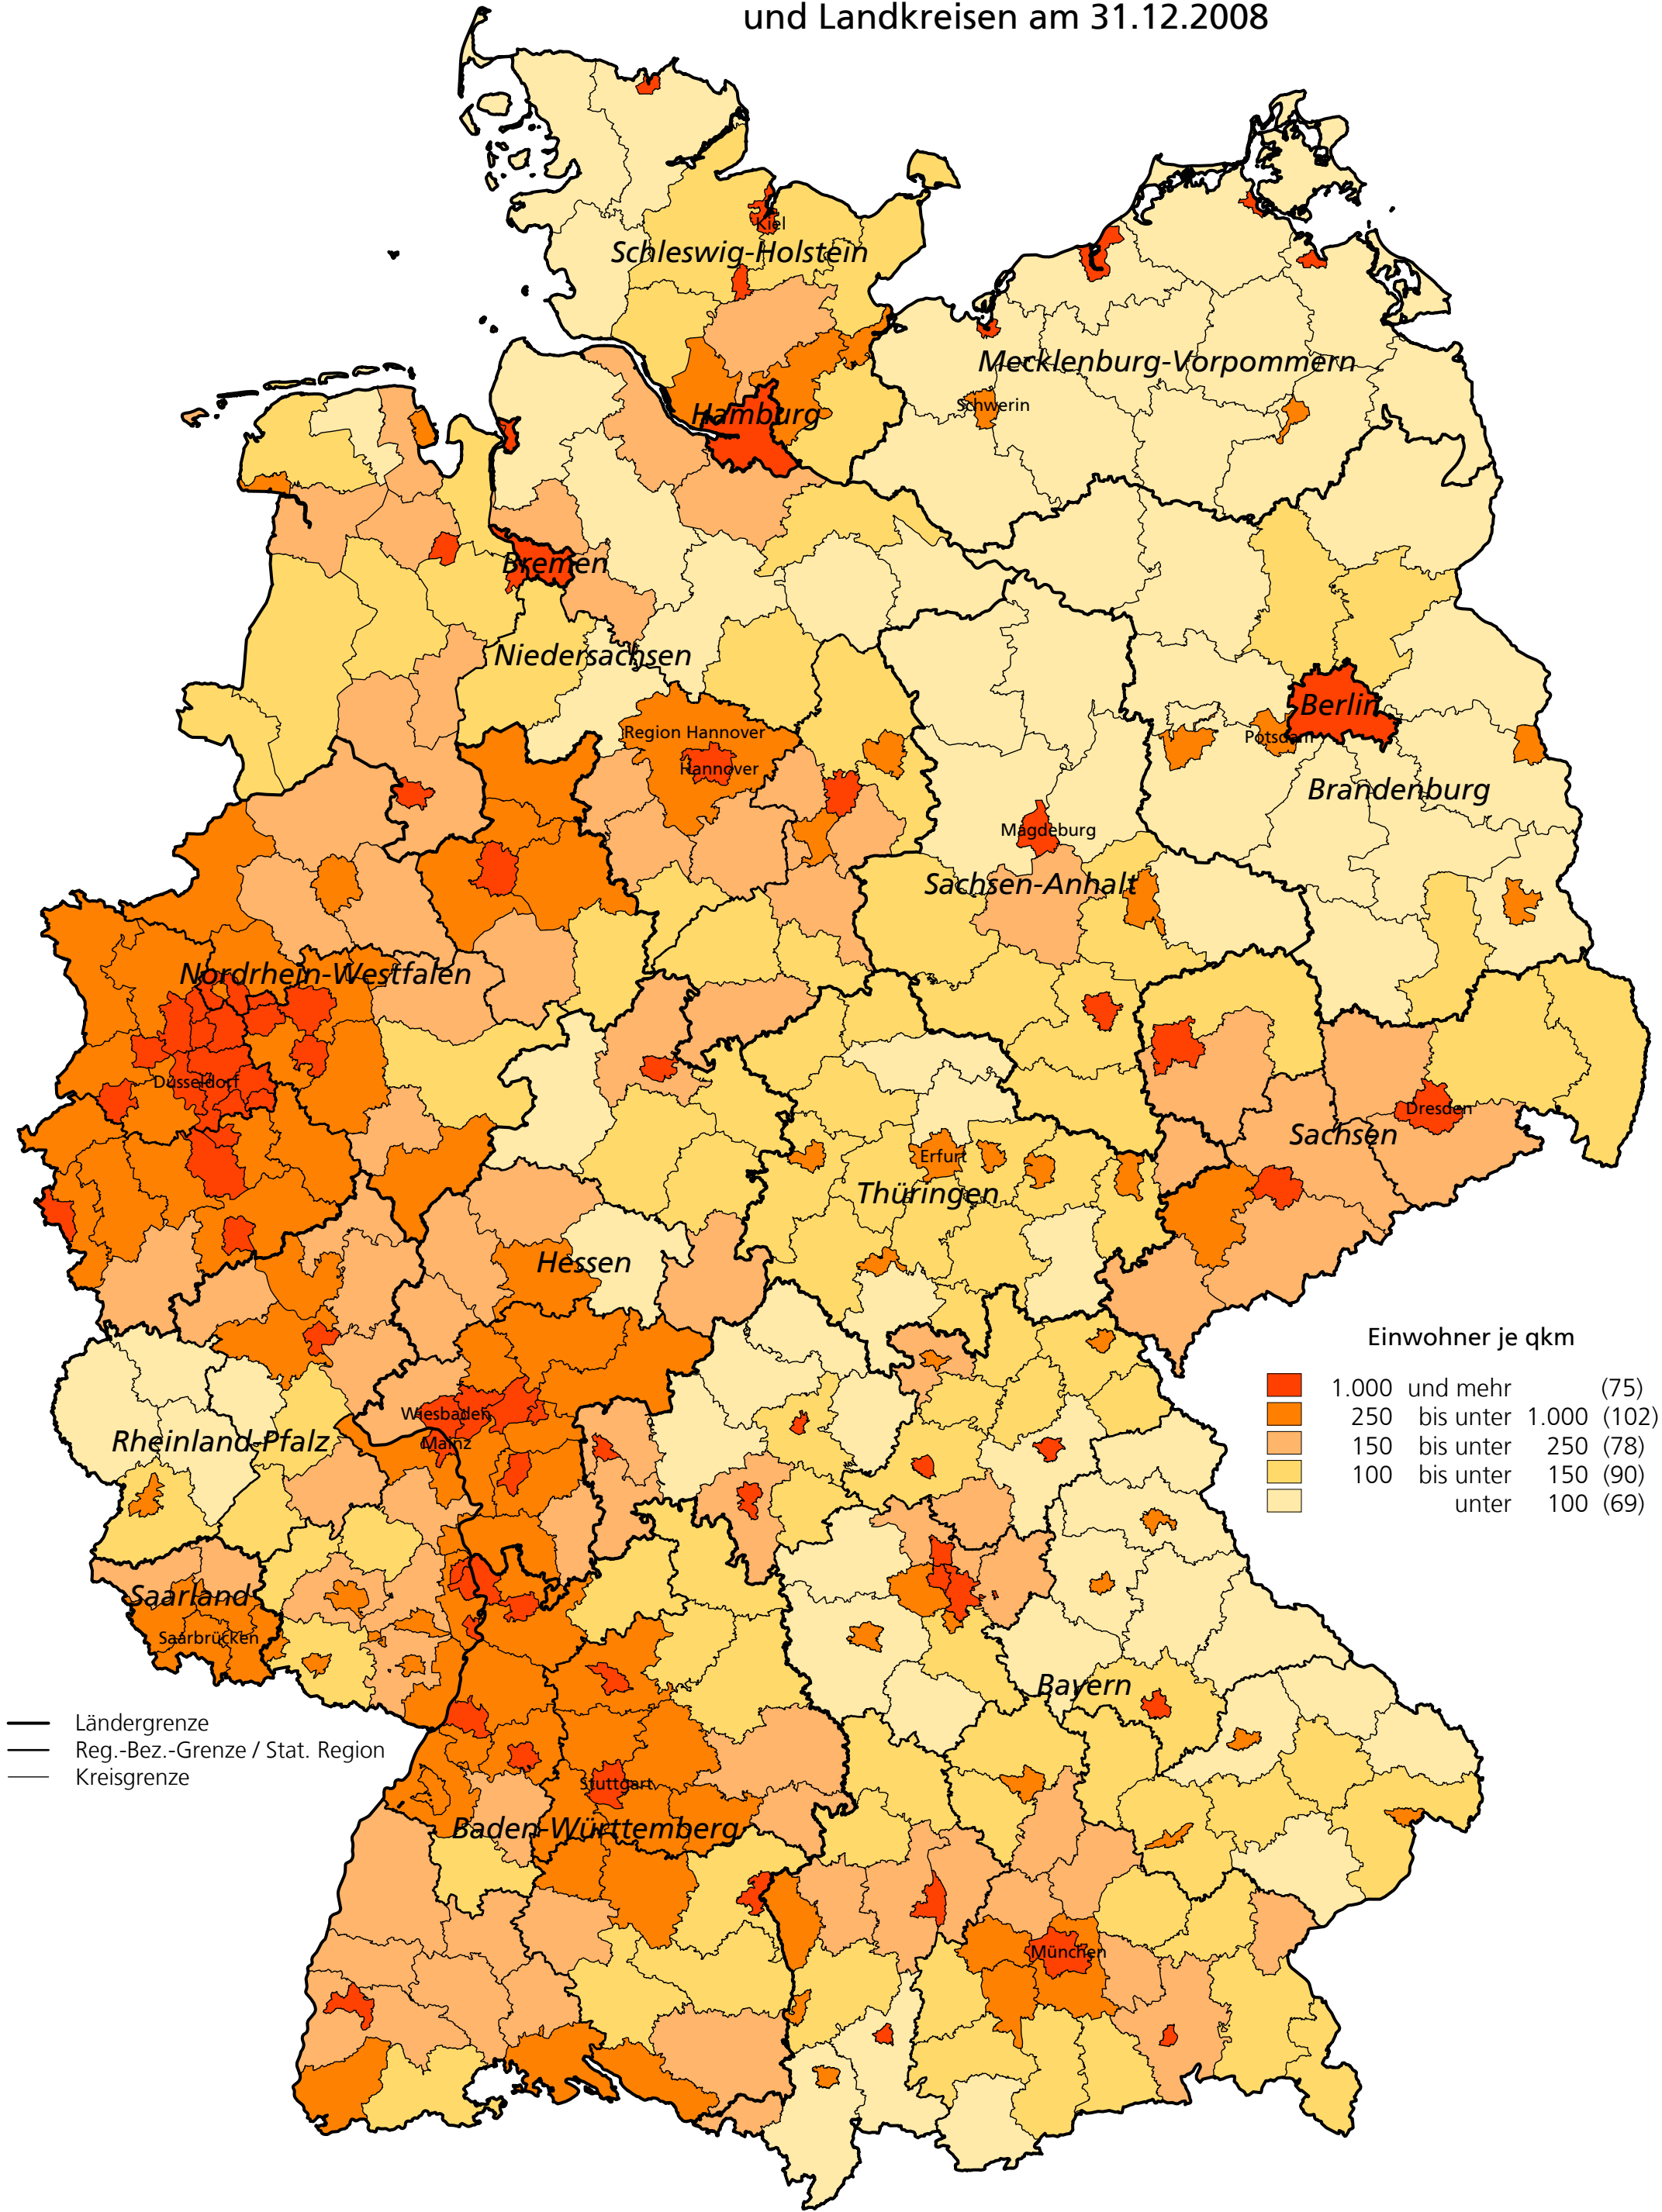 und Landkreisen am 31.12.2008
Kiel
Schleswig-Holstein
Mecklenburg-Vorpommern
Schwerin
Hamburg
Bremen
Niedersachsen
Berlin
Region Hannover
Potsdam
Hannover
Brandenburg
Magdeburg
Sachsen-Anhalt
Nordrhein-Westfalen
Düsseldorf
Dresden
Sachsen
Erfurt
Thüringen
Hessen
Einwohner je qkm
1.000 und mehr (75)
250 bis unter 1.000 (102)
150 bis unter 250 (78)
100 bis unter 150 (90)
unter 100 (69)
Wiesbaden
Mainz
Rheinland-Pfalz
Saarland
Saarbrücken
Bayern
Ländergrenze
Reg.-Bez.-Grenze / Stat. Region
Kreisgrenze
Stuttgart
Baden-Württemberg
München